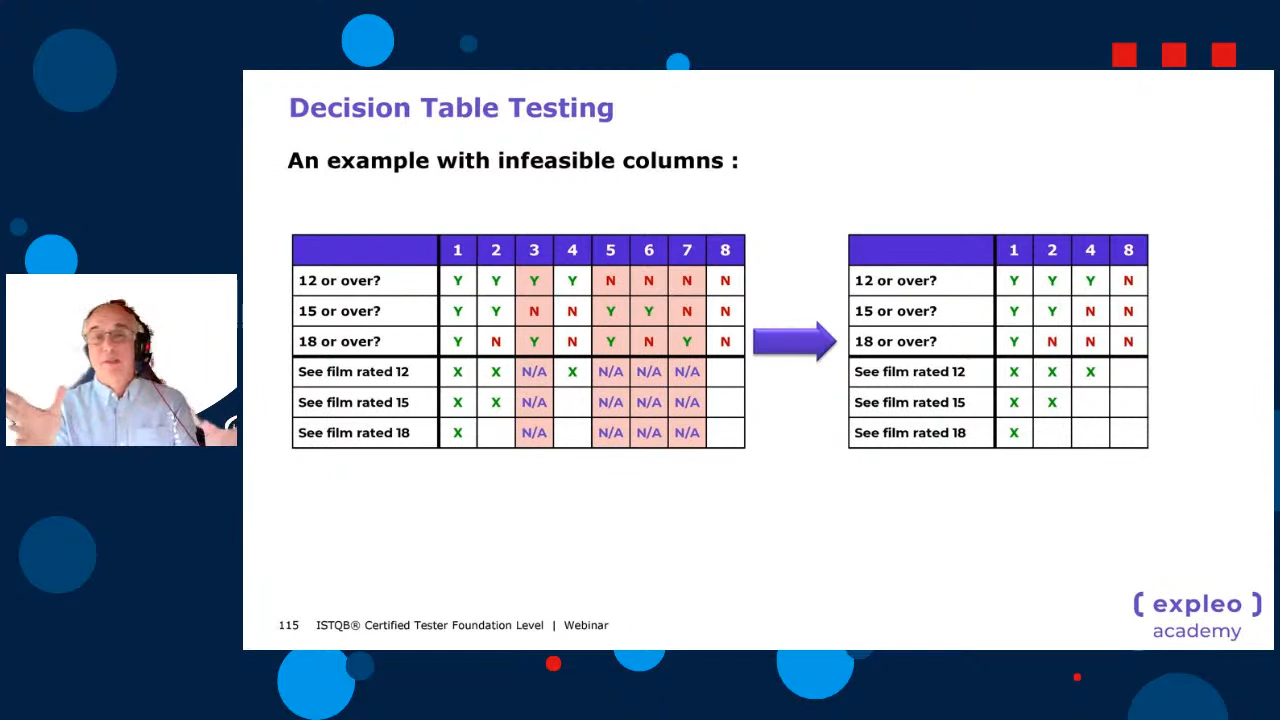 Decision Table Testing
An example with infeasible columns :
1 2 3 4 5 6 7 8
12 or over? Y Y Y Y N N N N
15 or over? Y Y N N Y Y N N
18 or over? Y N Y N Y N Y N
See film rated 12 X X N/A X N/A N/A N/A
See film rated 15 X X N/A N/A N/A N/A
See film rated 18 X N/A N/A N/A N/A
1 2 4 8
12 or over? Y Y Y N
15 or over? Y Y N N
18 or over? Y N N N
See film rated 12 X X X
See film rated 15 X X
See film rated 18 X
115 ISTQB® Certified Tester Foundation Level | Webinar
( expleo )
academy